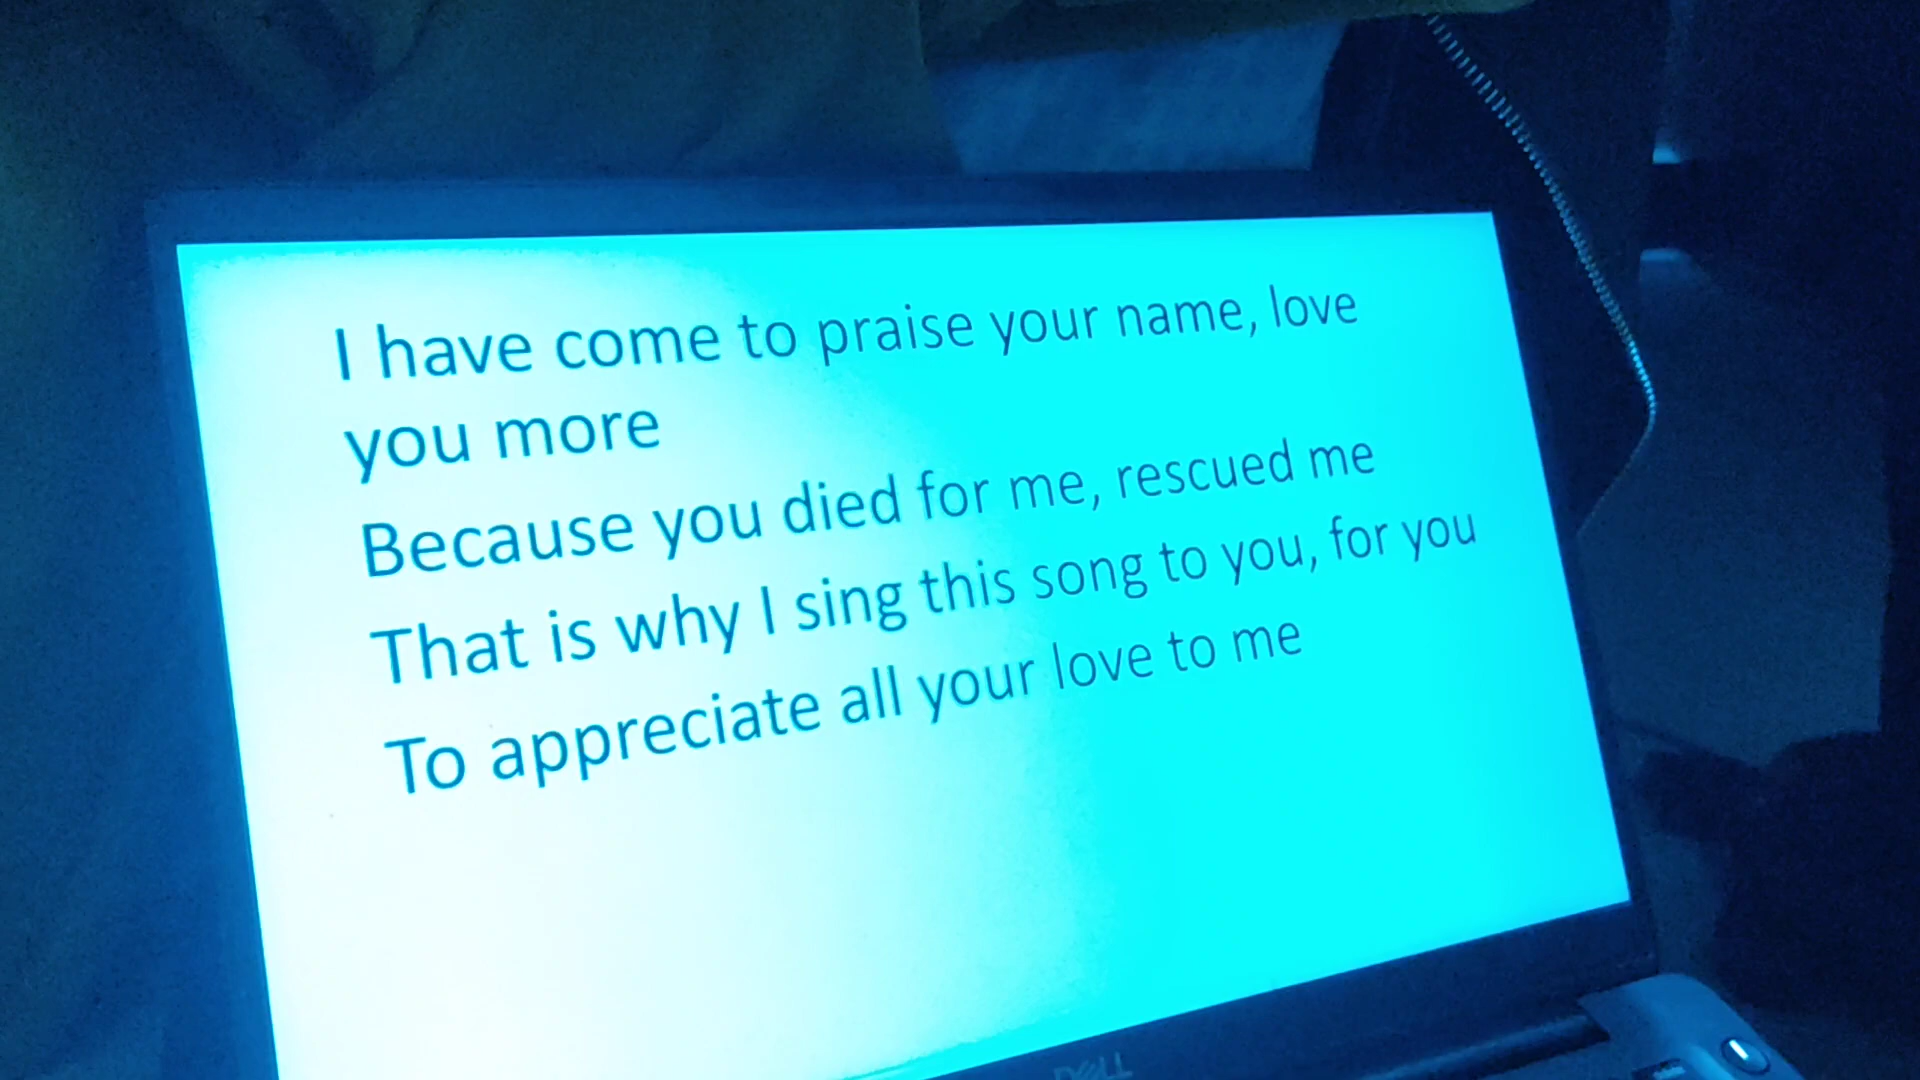 I have come to praise your name, love
you more
Because you died for me, rescued me
That is why I sing this song to you, for you
To appreciate all your love to me
DELL